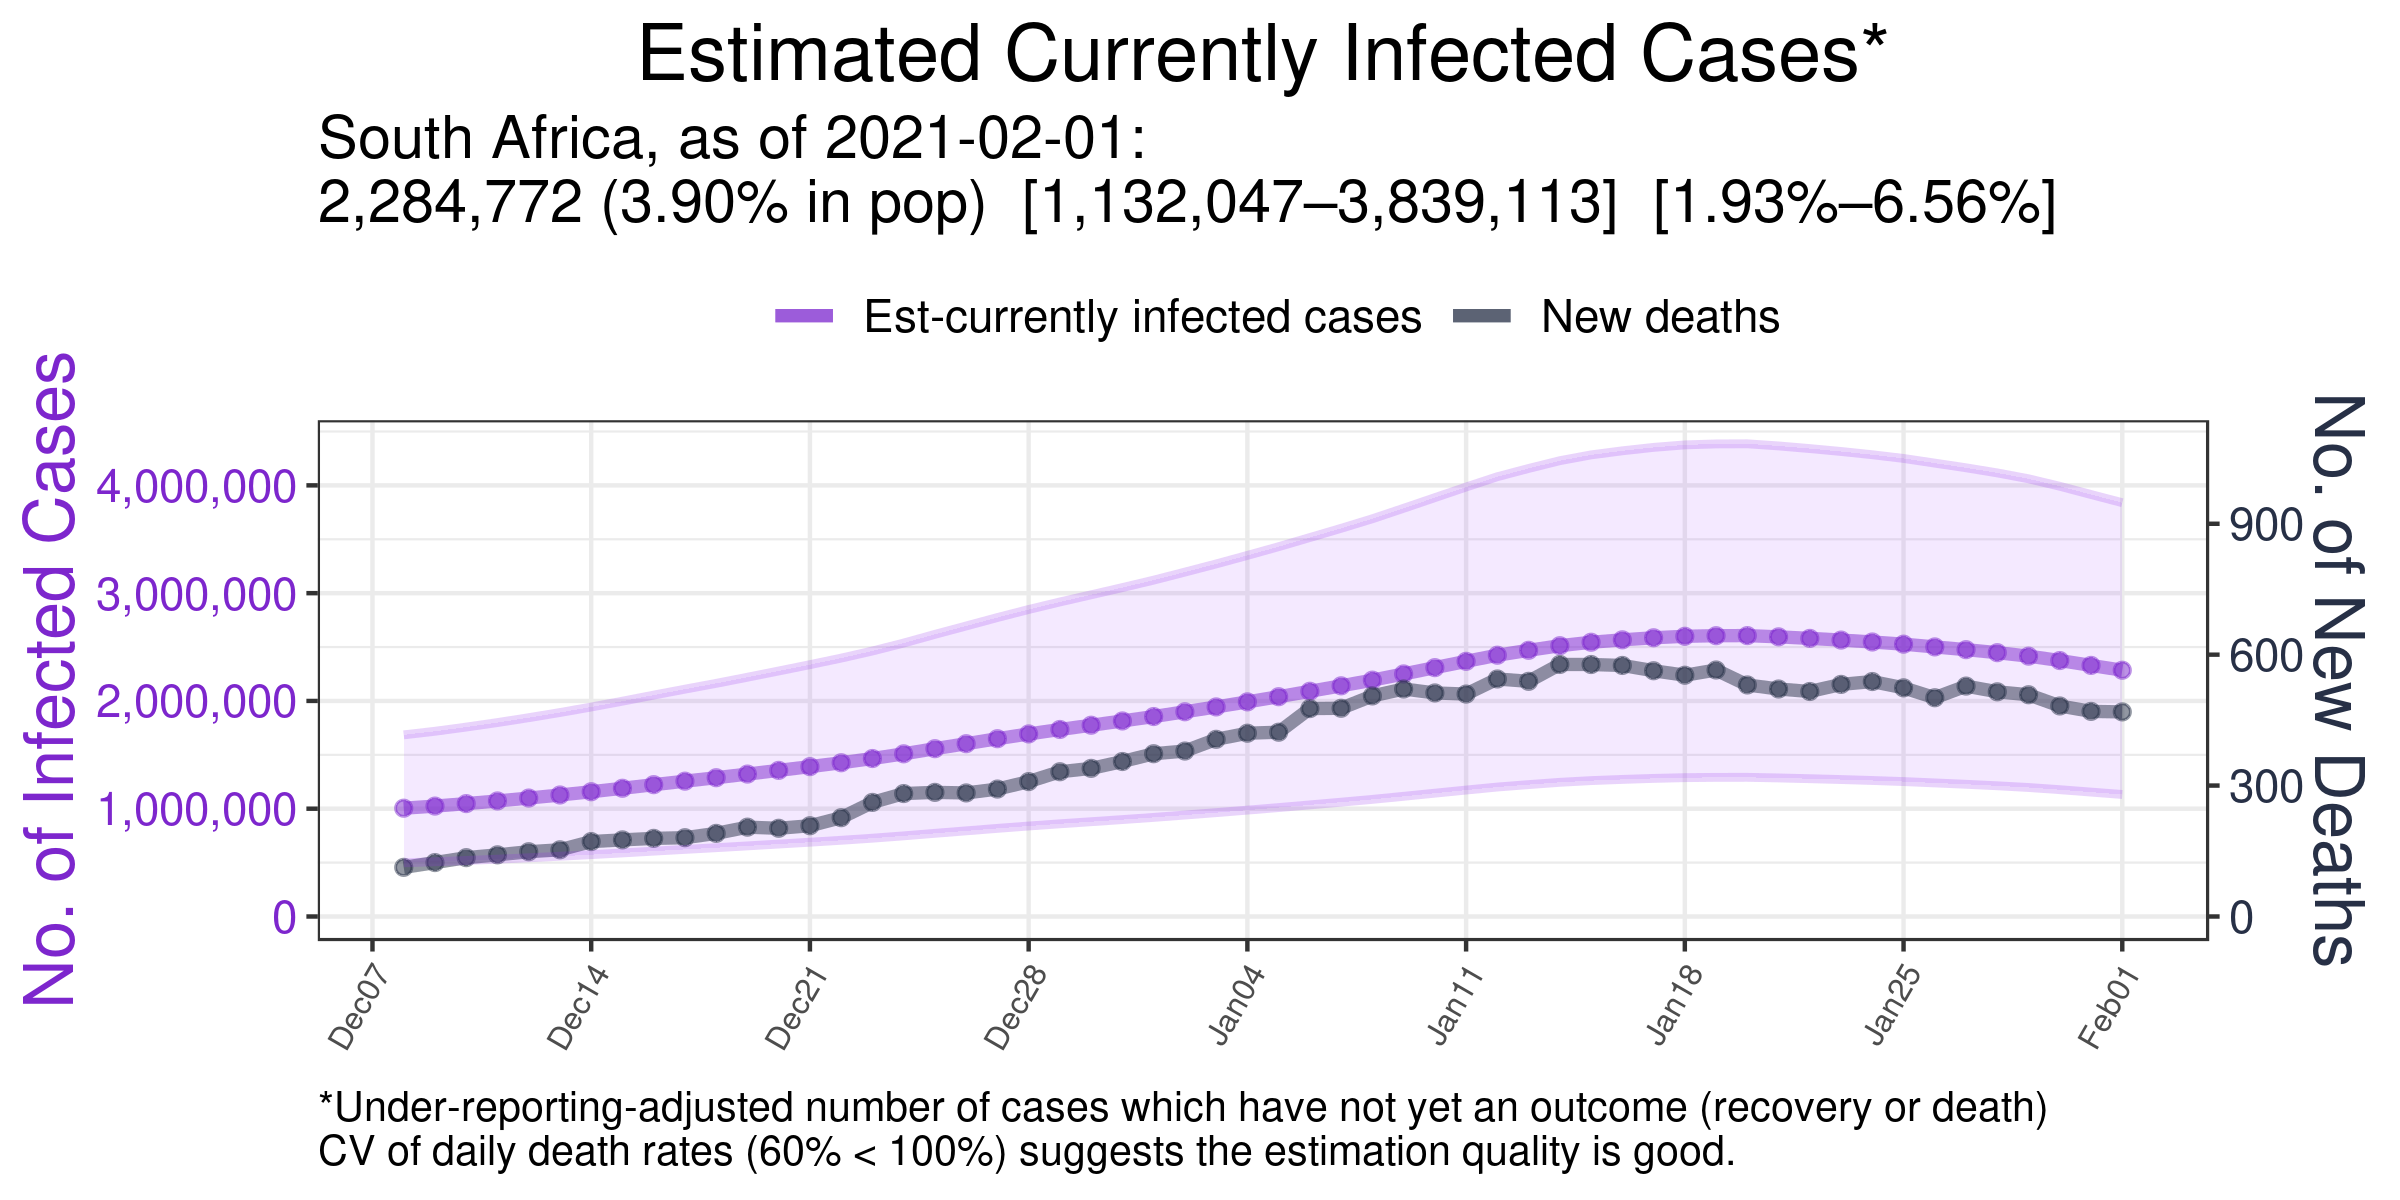 Estimated Currently Infected Cases*
South Africa, as of 2021-02-01:
2,284,772 (3.90% in pop) [1,132,047–3,839,113] [1.93%–6.56%]
Est-currently infected cases
New deaths
No. of Infected Cases
4,000,000
3,000,000
2,000,000
1,000,000
0
900
600
300
0
No. of New Deaths
Dec07
Dec14
Dec21
Dec28
Jan04
Jan11
Jan18
Jan25
Feb01
*Under-reporting-adjusted number of cases which have not yet an outcome (recovery or death)
CV of daily death rates (60% < 100%) suggests the estimation quality is good.